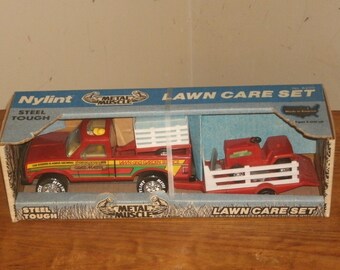 Nylint METAL MUSCLE LAWN CARE SET
STEEL
TOUGH
STEEL
TOUGH
METAL
MUSCLE
LAWN CARE SET